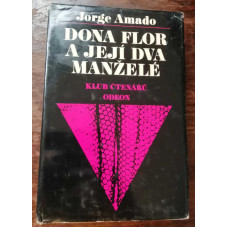 Jorge Amado
DONA FLOR
A JEJÍ DVA
MANŽELÉ
KLUB ČTENÁŘŮ
ODEON